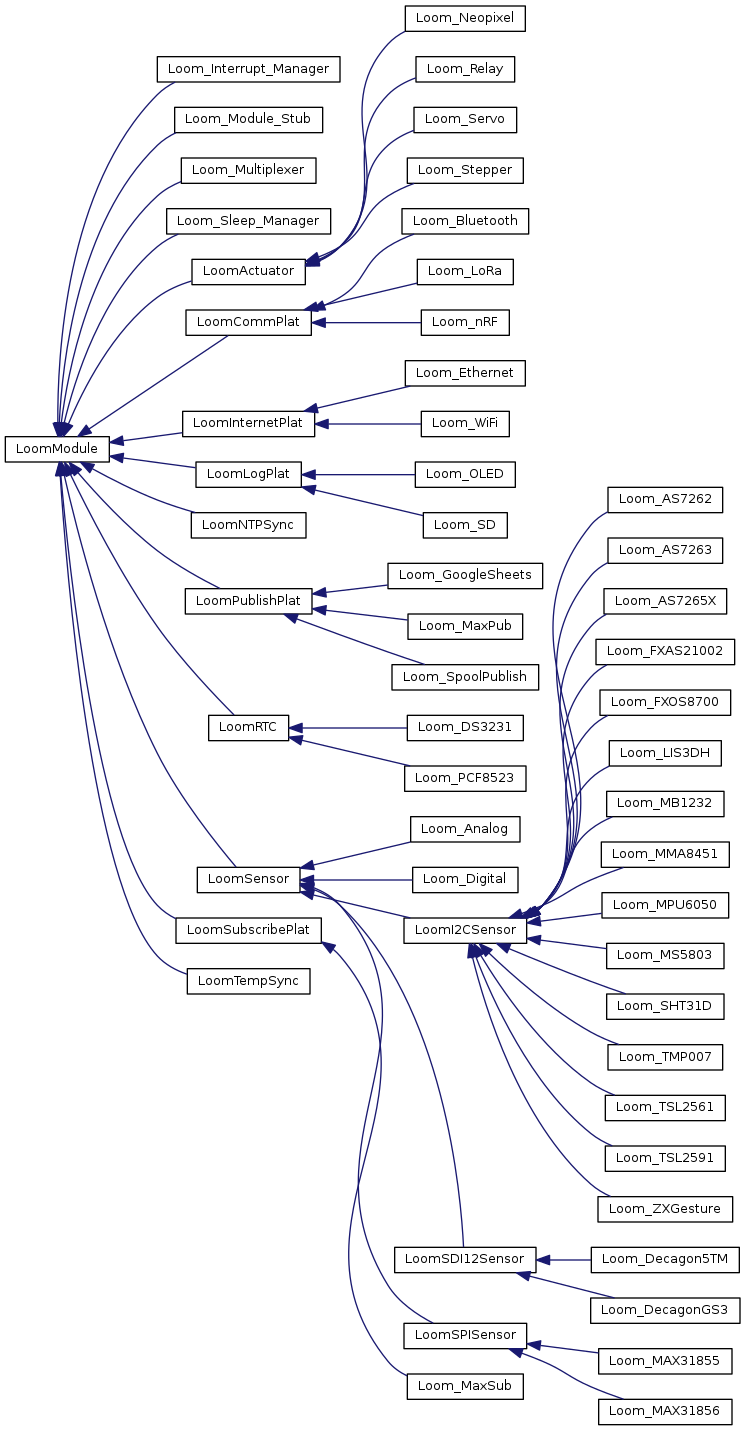 Loom_Neopixel
Loom_Interrupt_Manager
Loom_Relay
Loom_Module_Stub
Loom_Servo
Loom_Multiplexer
Loom_Stepper
Loom_Sleep_Manager
Loom_Bluetooth
LoomActuator
Loom_LoRa
LoomCommPlat
Loom_nRF
Loom_Ethernet
LoomInternetPlat
Loom_WiFi
LoomModule
LoomLogPlat
Loom_OLED
Loom_AS7262
LoomNTPSync
Loom_SD
Loom_AS7263
Loom_GoogleSheets
LoomPublishPlat
Loom_AS7265X
Loom_MaxPub
Loom_FXAS21002
Loom_SpoolPublish
Loom_FXOS8700
LoomRTC
Loom_DS3231
Loom_LIS3DH
Loom_PCF8523
Loom_MB1232
Loom_Analog
Loom_MMA8451
LoomSensor
Loom_Digital
Loom_MPU6050
LoomSubscribePlat
LoomI2CSensor
Loom_MS5803
LoomTempSync
Loom_SHT31D
Loom_TMP007
Loom_TSL2561
Loom_TSL2591
Loom_ZXGesture
LoomSDI12Sensor
Loom_Decagon5TM
Loom_DecagonGS3
LoomSPISensor
Loom_MAX31855
Loom_MaxSub
Loom_MAX31856